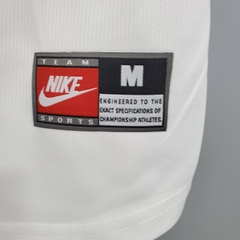 TEAM
NIKE
SPORTS
M
ENGINEERED TO THE
EXACT SPECIFICATIONS OF
CHAMPIONSHIP ATHLETES.